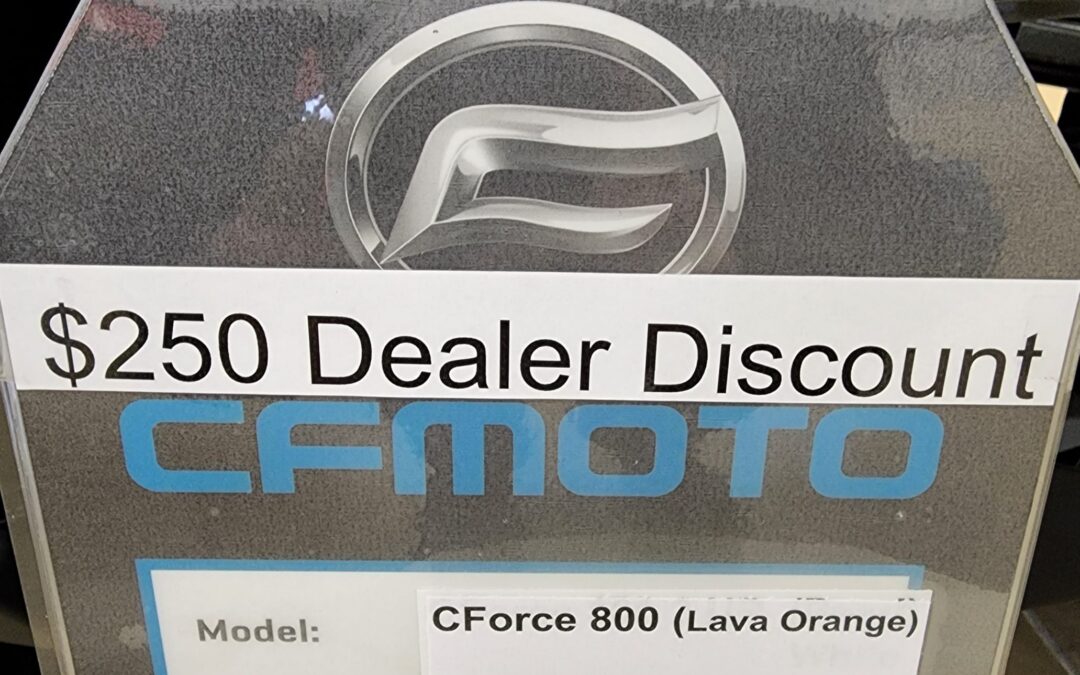 $250 Dealer Discount
CFMOTO
Model:
CForce 800 (Lava Orange)